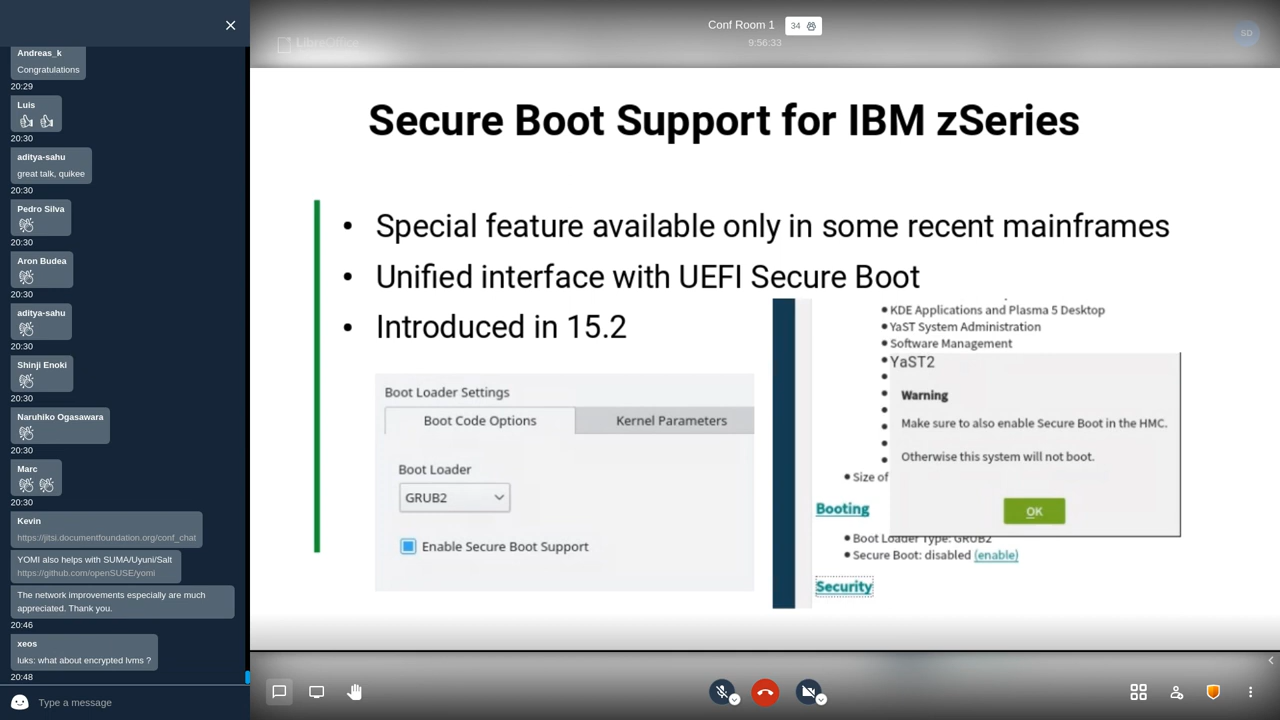 Andreas_k
Congratulations
20:29
Luis
20:30
aditya-sahu
great talk, quikee
20:30
Pedro Silva
20:30
Aron Budea
20:30
aditya-sahu
20:30
Shinji Enoki
20:30
Naruhiko Ogasawara
20:30
Marc
20:30
Kevin
https://jitsi.documentfoundation.org/conf_chat
YOMI also helps with SUMA/Uyuni/Salt
https://github.com/openSUSE/yomi
The network improvements especially are much
appreciated. Thank you.
20:46
xeos
luks: what about encrypted lvms ?
20:48
Type a message
LibreOffice
Conf Room 1
34
9:56:33
SD
Secure Boot Support for IBM zSeries
• Special feature available only in some recent mainframes
• Unified interface with UEFI Secure Boot
• Introduced in 15.2
Boot Loader Settings
Boot Code Options
Kernel Parameters
Boot Loader
GRUB2
Enable Secure Boot Support
• KDE Applications and Plasma 5 Desktop
• YaST System Administration
• Software Management
YaST2
Warning
Make sure to also enable Secure Boot in the HMC.
Otherwise this system will not boot.
OK
• Size of
Booting
• Boot Loader Type: GRUB2
• Secure Boot: disabled (enable)
Security